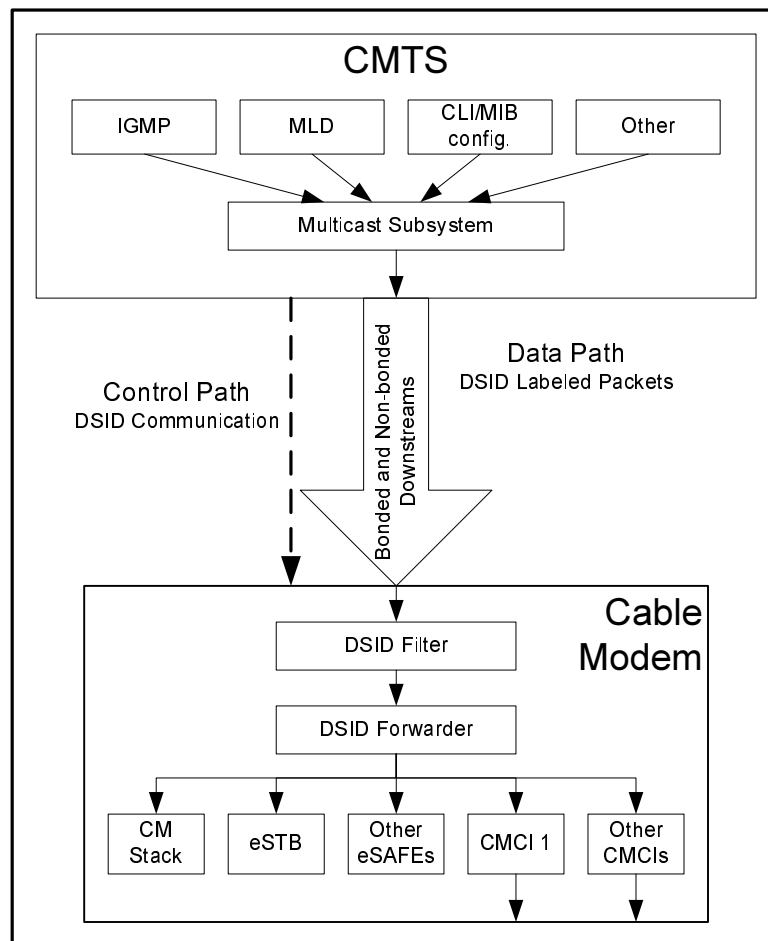 CMTS
IGMP
MLD
CLI/MIB
config.
Other
Multicast Subsystem
Control Path
DSID Communication
Bonded and Non-bonded
Downstreams
Data Path
DSID Labeled Packets
Cable
Modem
DSID Filter
DSID Forwarder
CM
Stack
eSTB
Other
eSAFEs
CMCI 1
Other
CMCIs